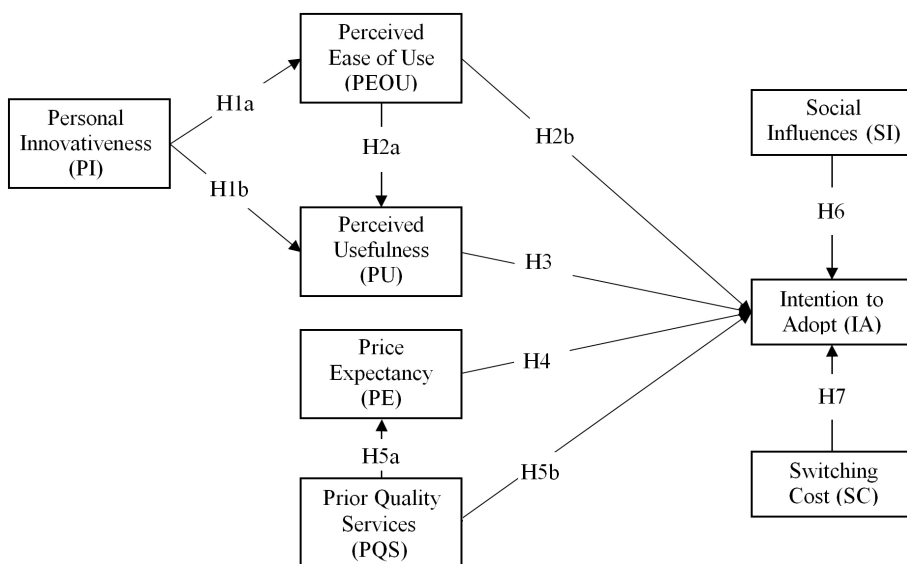 Perceived
Ease of Use
(PEOU)
H1a
Personal
Innovativeness
(PI)
H1b
H2a
H2b
Perceived
Usefulness
(PU)
H3
Social
Influences (SI)
H6
Intention to
Adopt (IA)
Price
Expectancy
(PE)
H4
H5a
H5b
Prior Quality
Services
(PQS)
H7
Switching
Cost (SC)